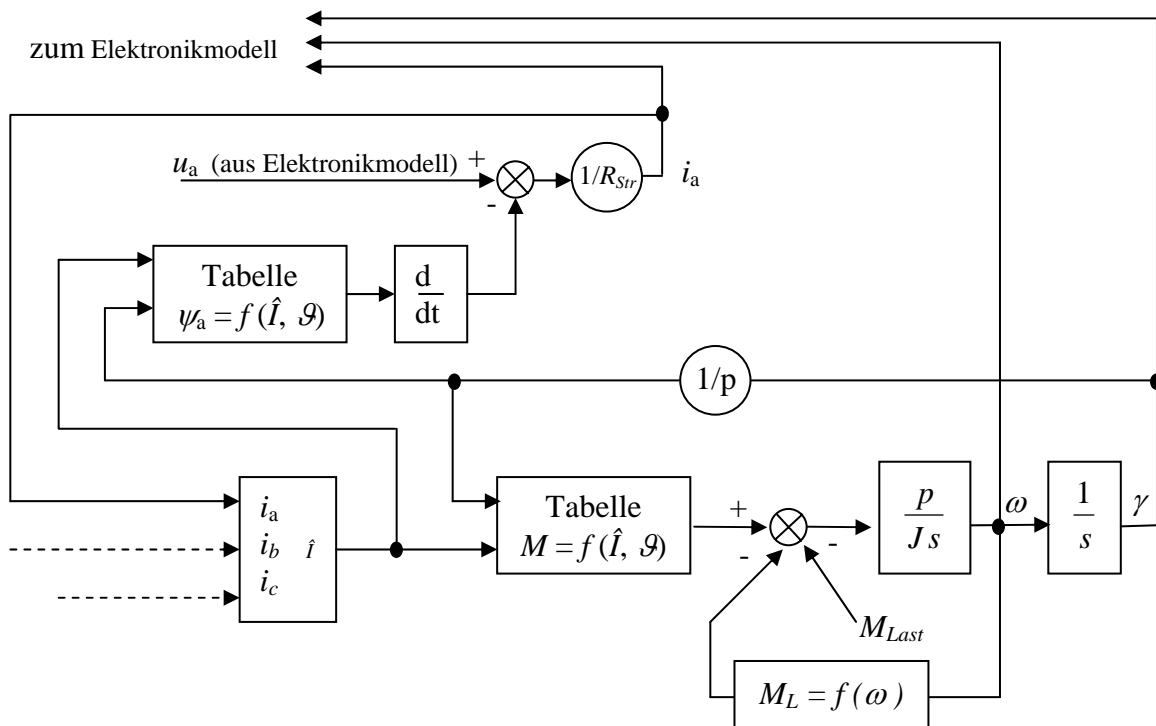 zum Elektronikmodell
u_a (aus Elektronikmodell) +
-
1/R_Str
i_a
Tabelle
ψ_a = f (Î, ϑ)
d
dt
1/p
i_a
i_b
i_c
Î
Tabelle
M = f (Î, ϑ)
+
-
-
p
J s
ω
1
s
γ
M_Last
M_L = f(ω)